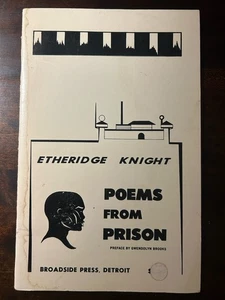 ETHERIDGE KNIGHT
POEMS
FROM
PRISON
PREFACE BY GWENDOLYN BROOKS
BROADSIDE PRESS, DETROIT $